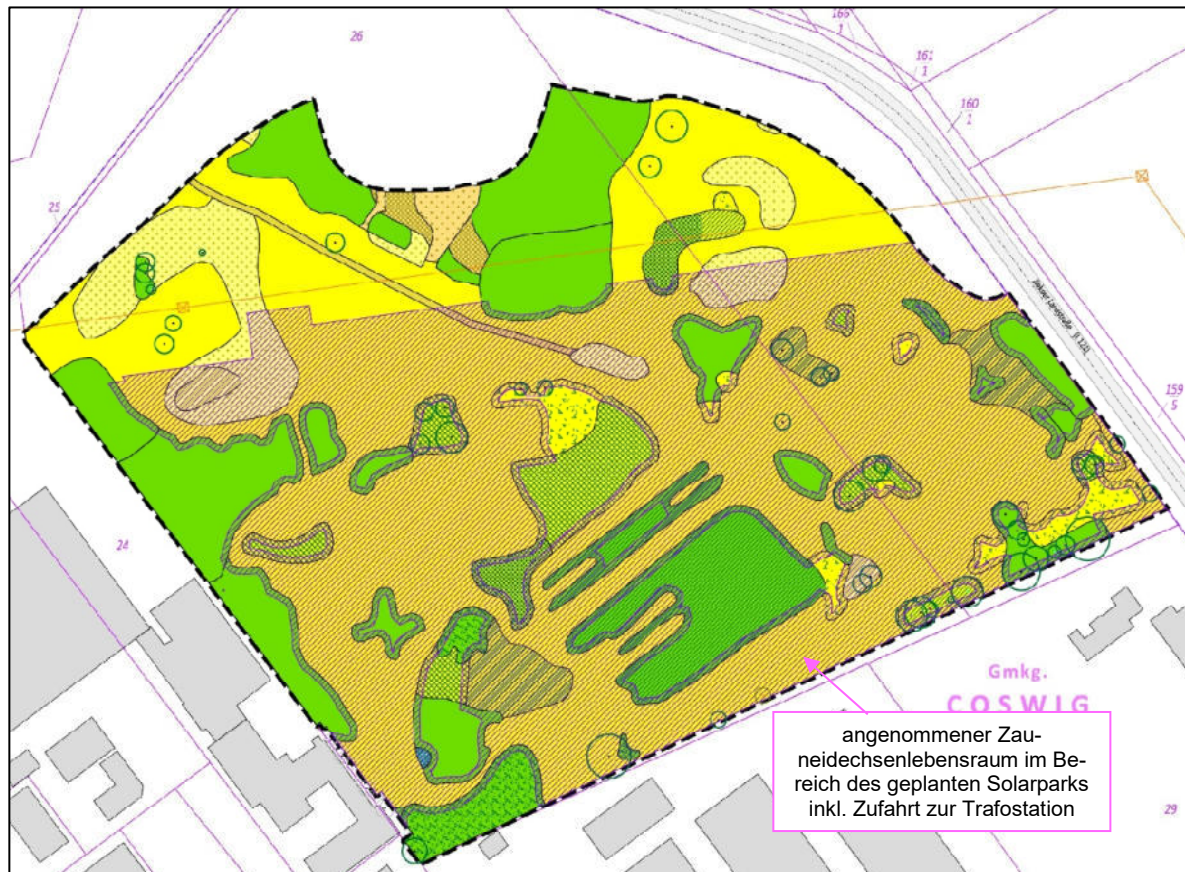 26
166
1
161
1
160
1
25
159
5
24
Gmkg.
COSWIG
angenommener Zau-
neidechsenlebensraum im Be-
reich des geplanten Solarparks
inkl. Zufahrt zur Trafostation
29